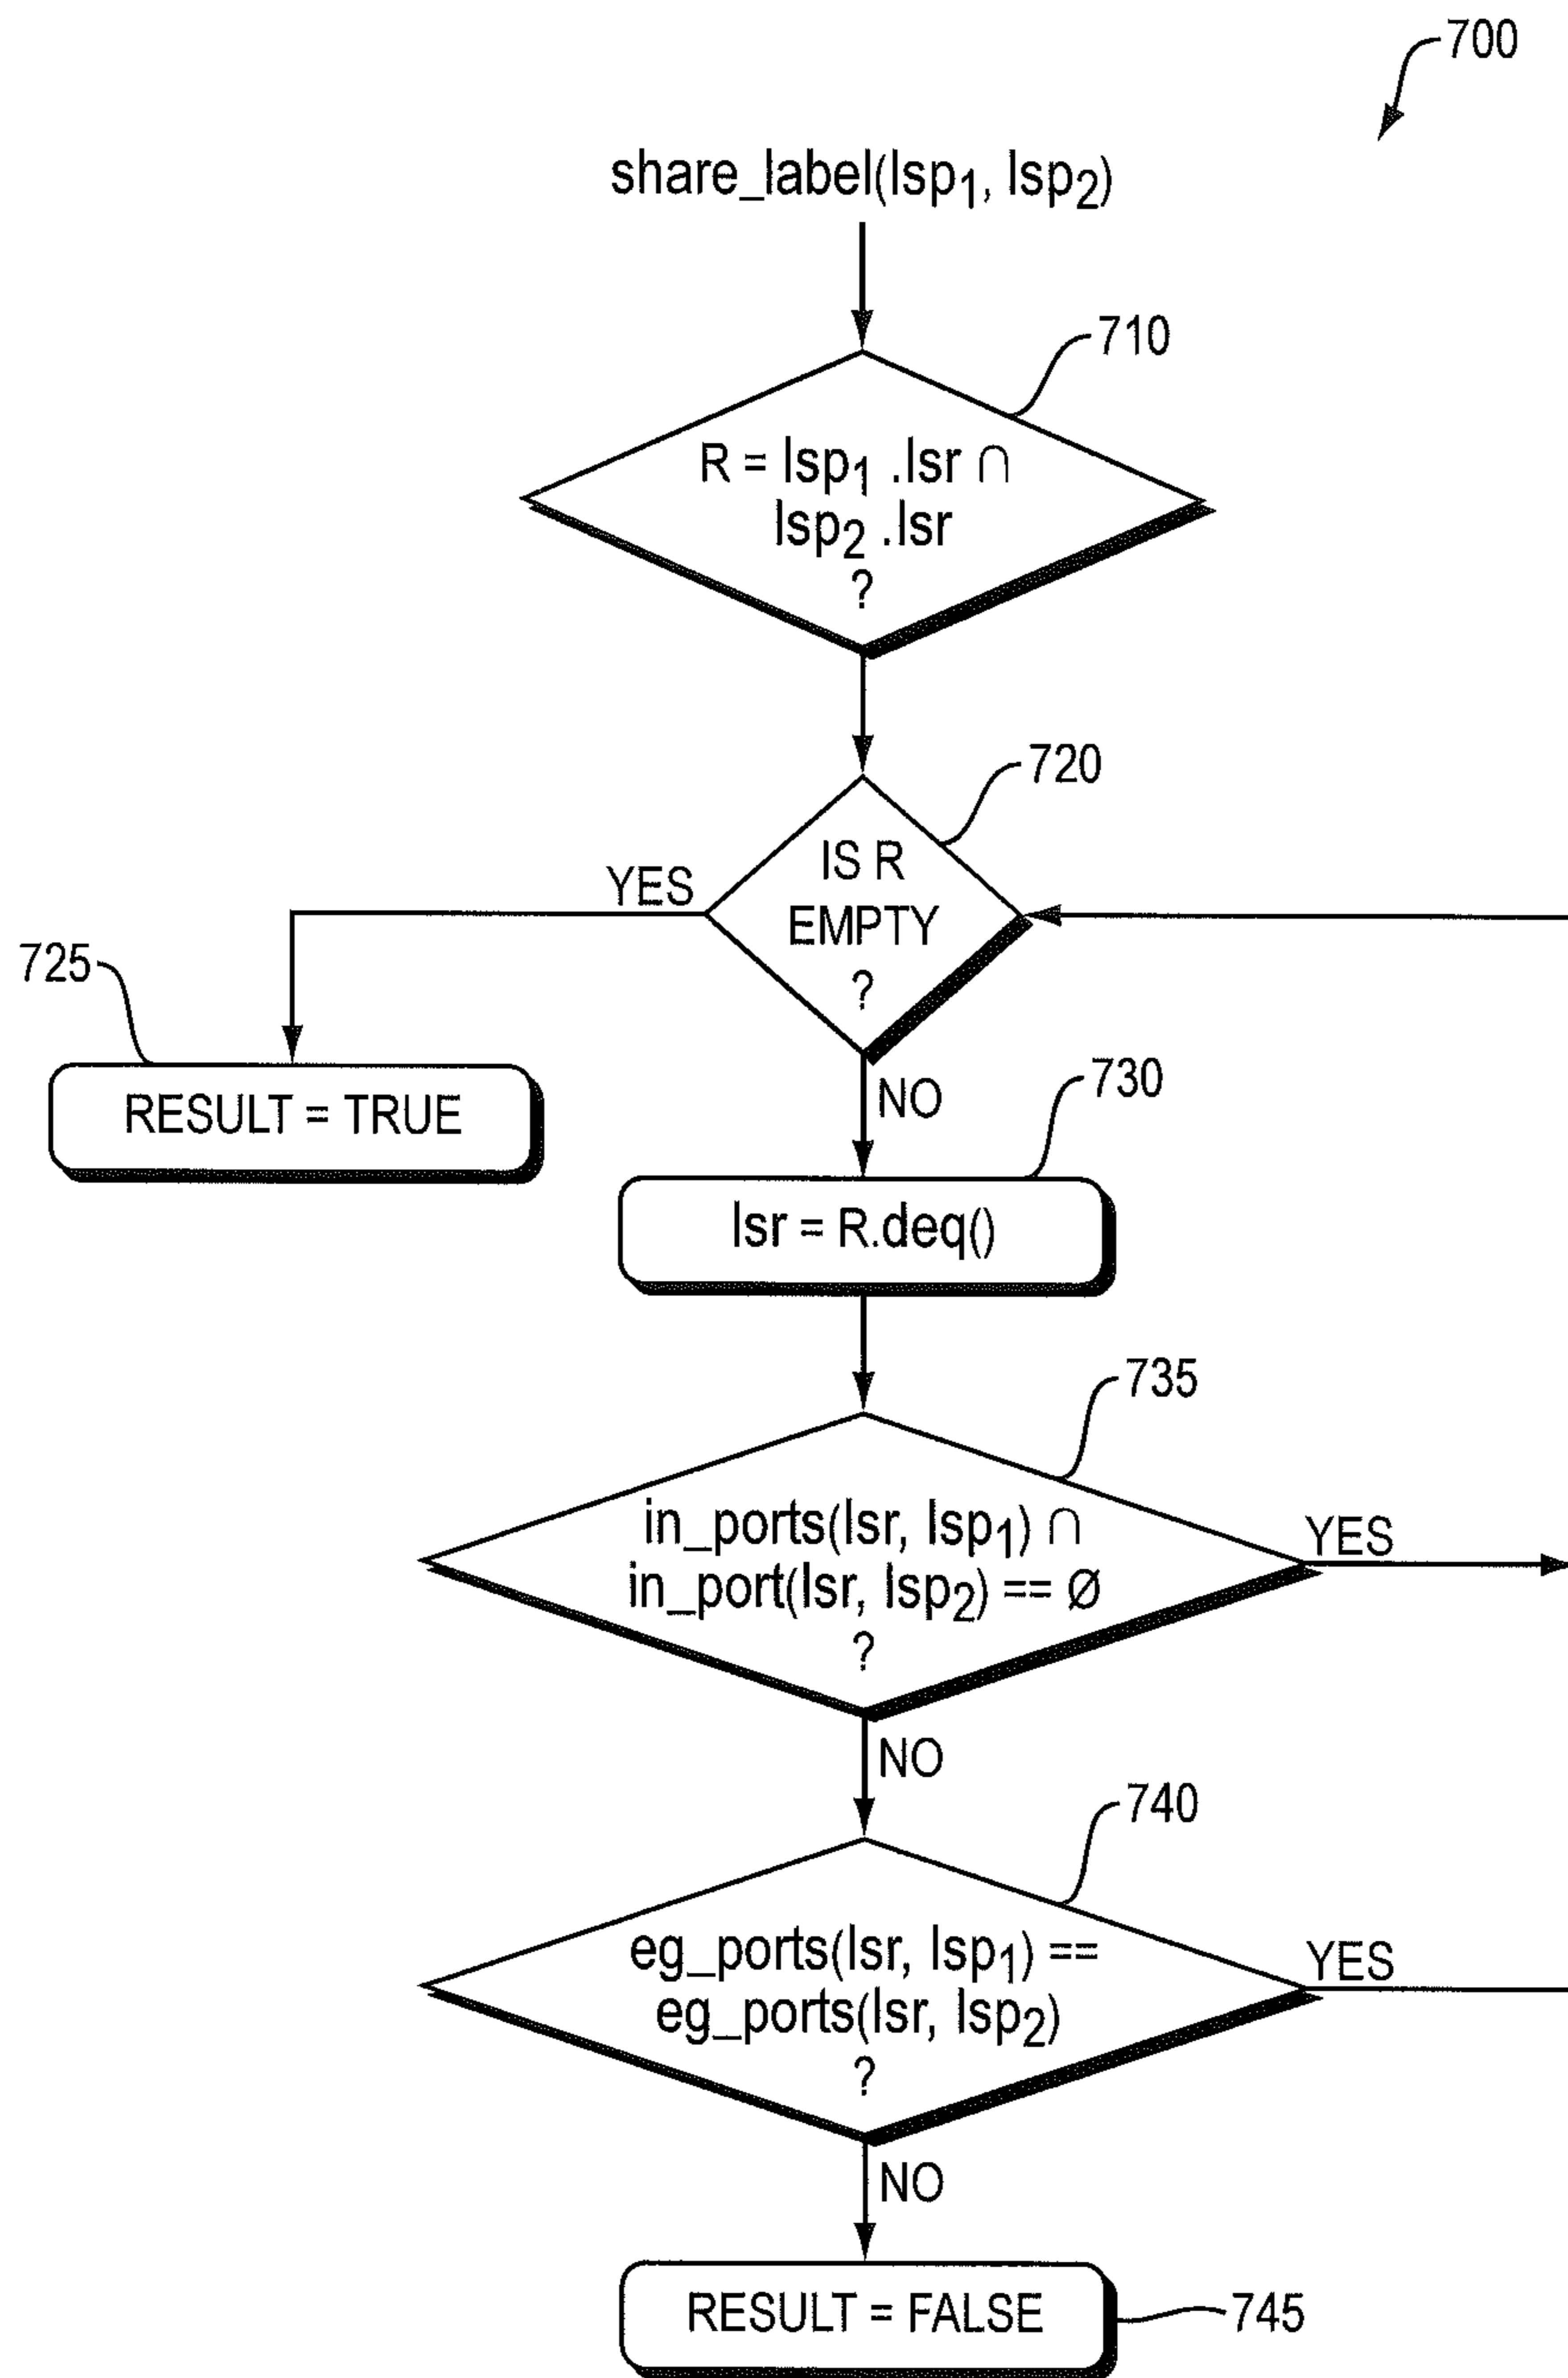 700
share_label(lsp1, lsp2)
710
R = lsp1 .lsr ∩
lsp2 .lsr
?
720
IS R
EMPTY
?
YES
725
RESULT = TRUE
NO
730
lsr = R.deq()
735
in_ports(lsr, lsp1) ∩
in_port(lsr, lsp2) == Ø
?
YES
NO
740
eg_ports(lsr, lsp1) ==
eg_ports(lsr, lsp2)
?
YES
NO
RESULT = FALSE
745